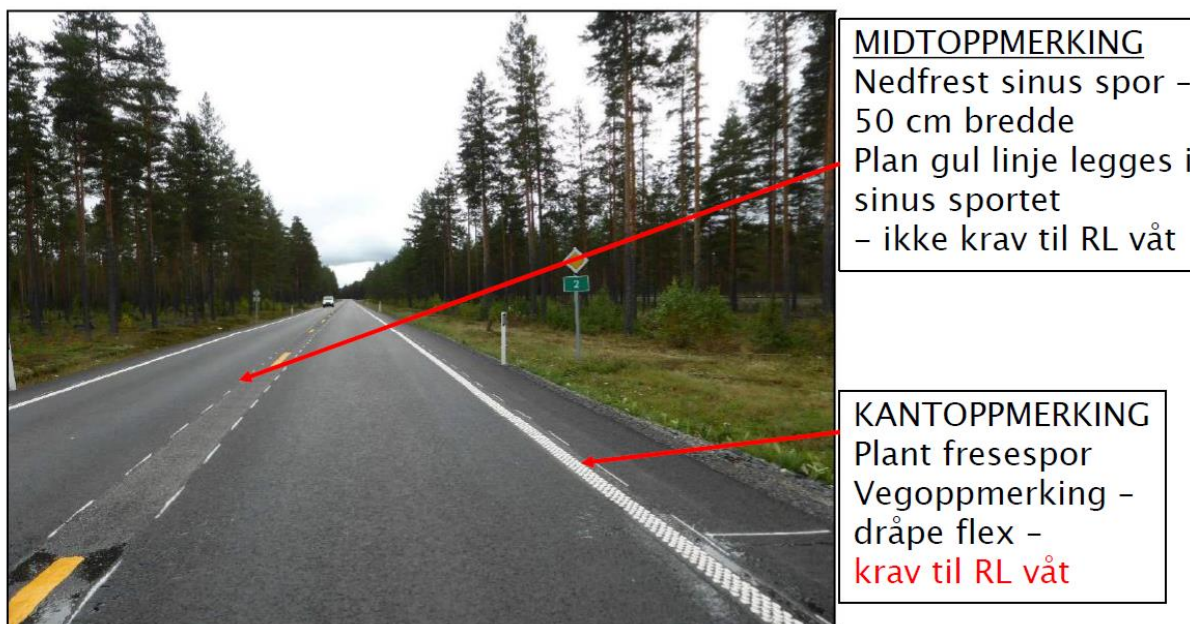 MIDTOPPMERKING
Nedfrest sinus spor –
50 cm bredde
Plan gul linje legges i
sinus sportet
– ikke krav til RL våt
2
KANTOPPMERKING
Plant fresespor
Vegoppmerking –
dråpe flex –
krav til RL våt